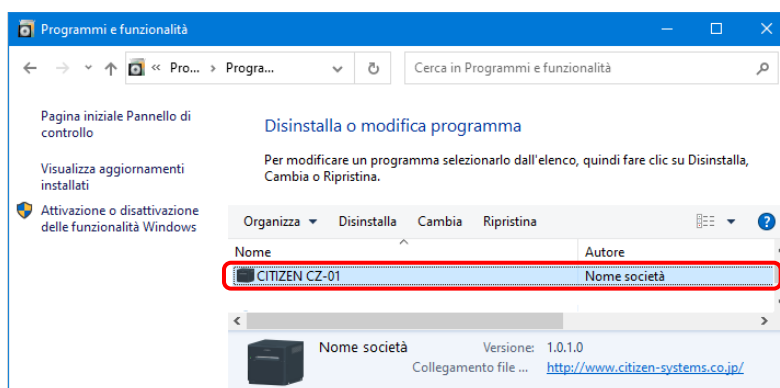 Programmi e funzionalità
« Pro... › Progra...
Cerca in Programmi e funzionalità
Pagina iniziale Pannello di
controllo
Visualizza aggiornamenti
installati
Attivazione o disattivazione
delle funzionalità Windows
Disinstalla o modifica programma
Per modificare un programma selezionarlo dall'elenco, quindi fare clic su Disinstalla,
Cambia o Ripristina.
Organizza Disinstalla Cambia Ripristina
Nome Autore
CITIZEN CZ-01 Nome società
Nome società Versione: 1.0.1.0
Collegamento file ... http://www.citizen-systems.co.jp/